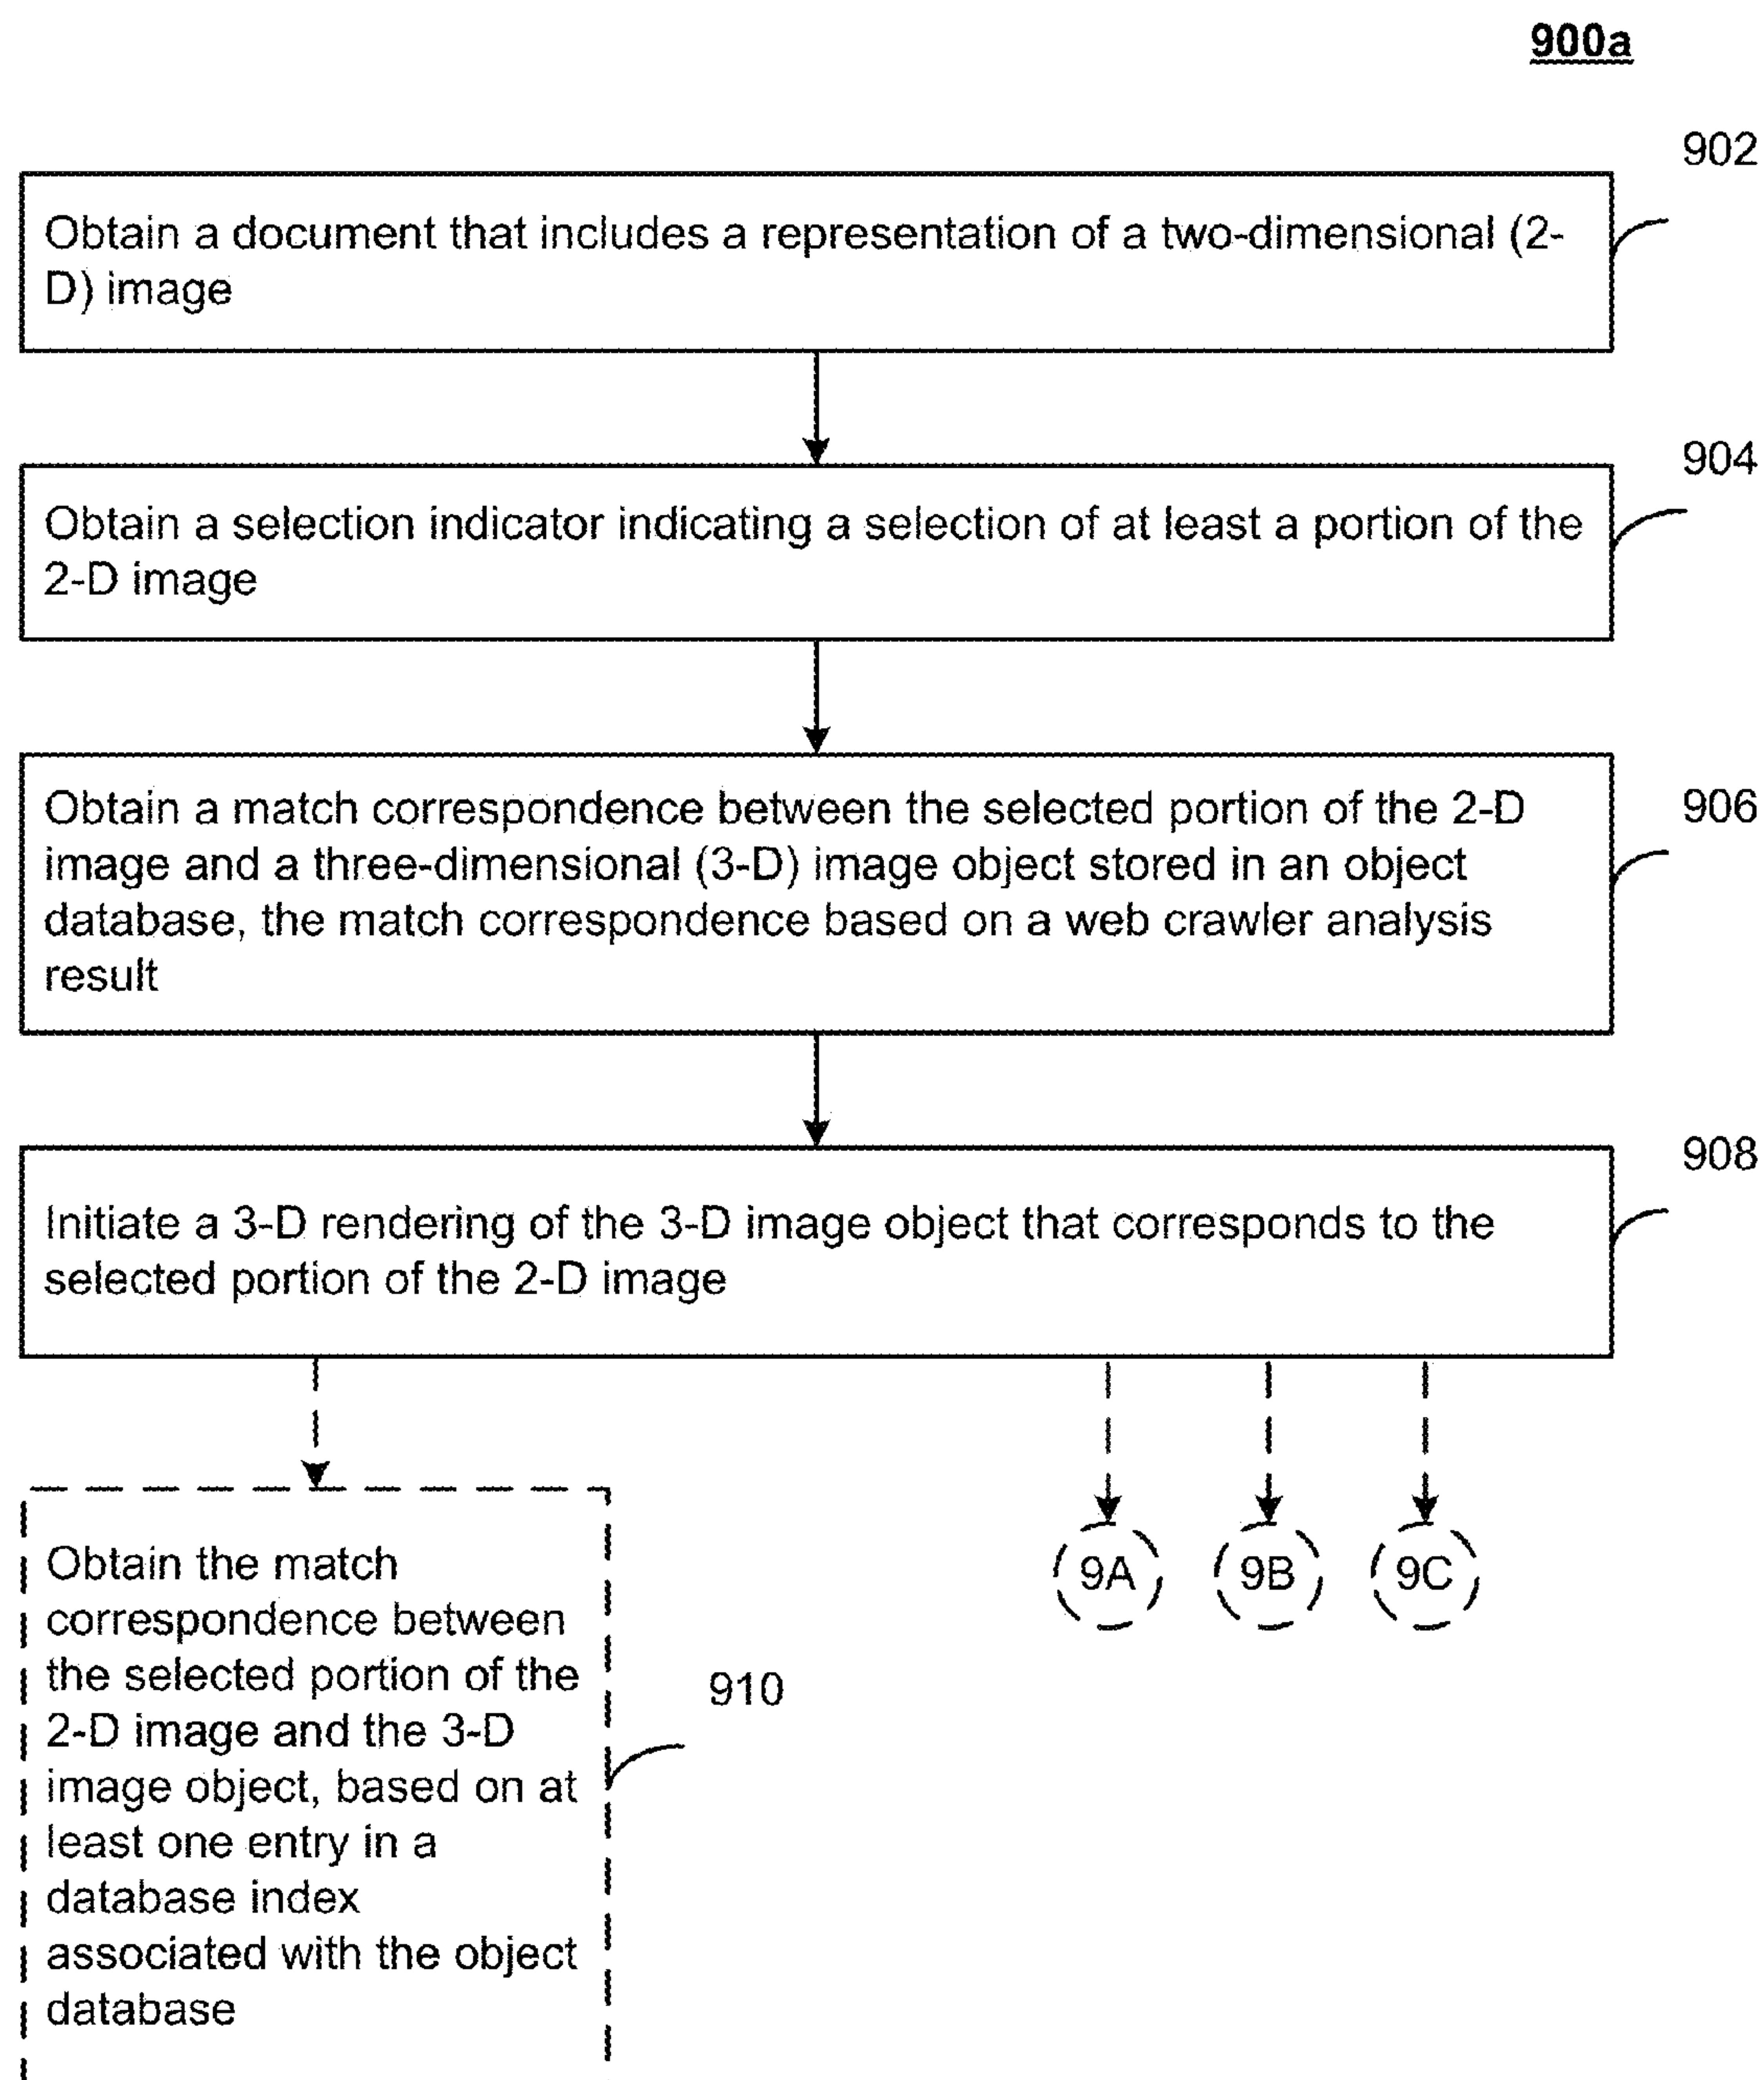 900a
902
Obtain a document that includes a representation of a two-dimensional (2-
D) image
904
Obtain a selection indicator indicating a selection of at least a portion of the
2-D image
906
Obtain a match correspondence between the selected portion of the 2-D
image and a three-dimensional (3-D) image object stored in an object
database, the match correspondence based on a web crawler analysis
result
908
Initiate a 3-D rendering of the 3-D image object that corresponds to the
selected portion of the 2-D image
9A 9B 9C
Obtain the match
correspondence between
the selected portion of the
2-D image and the 3-D
image object, based on at
least one entry in a
database index
associated with the object
database
910